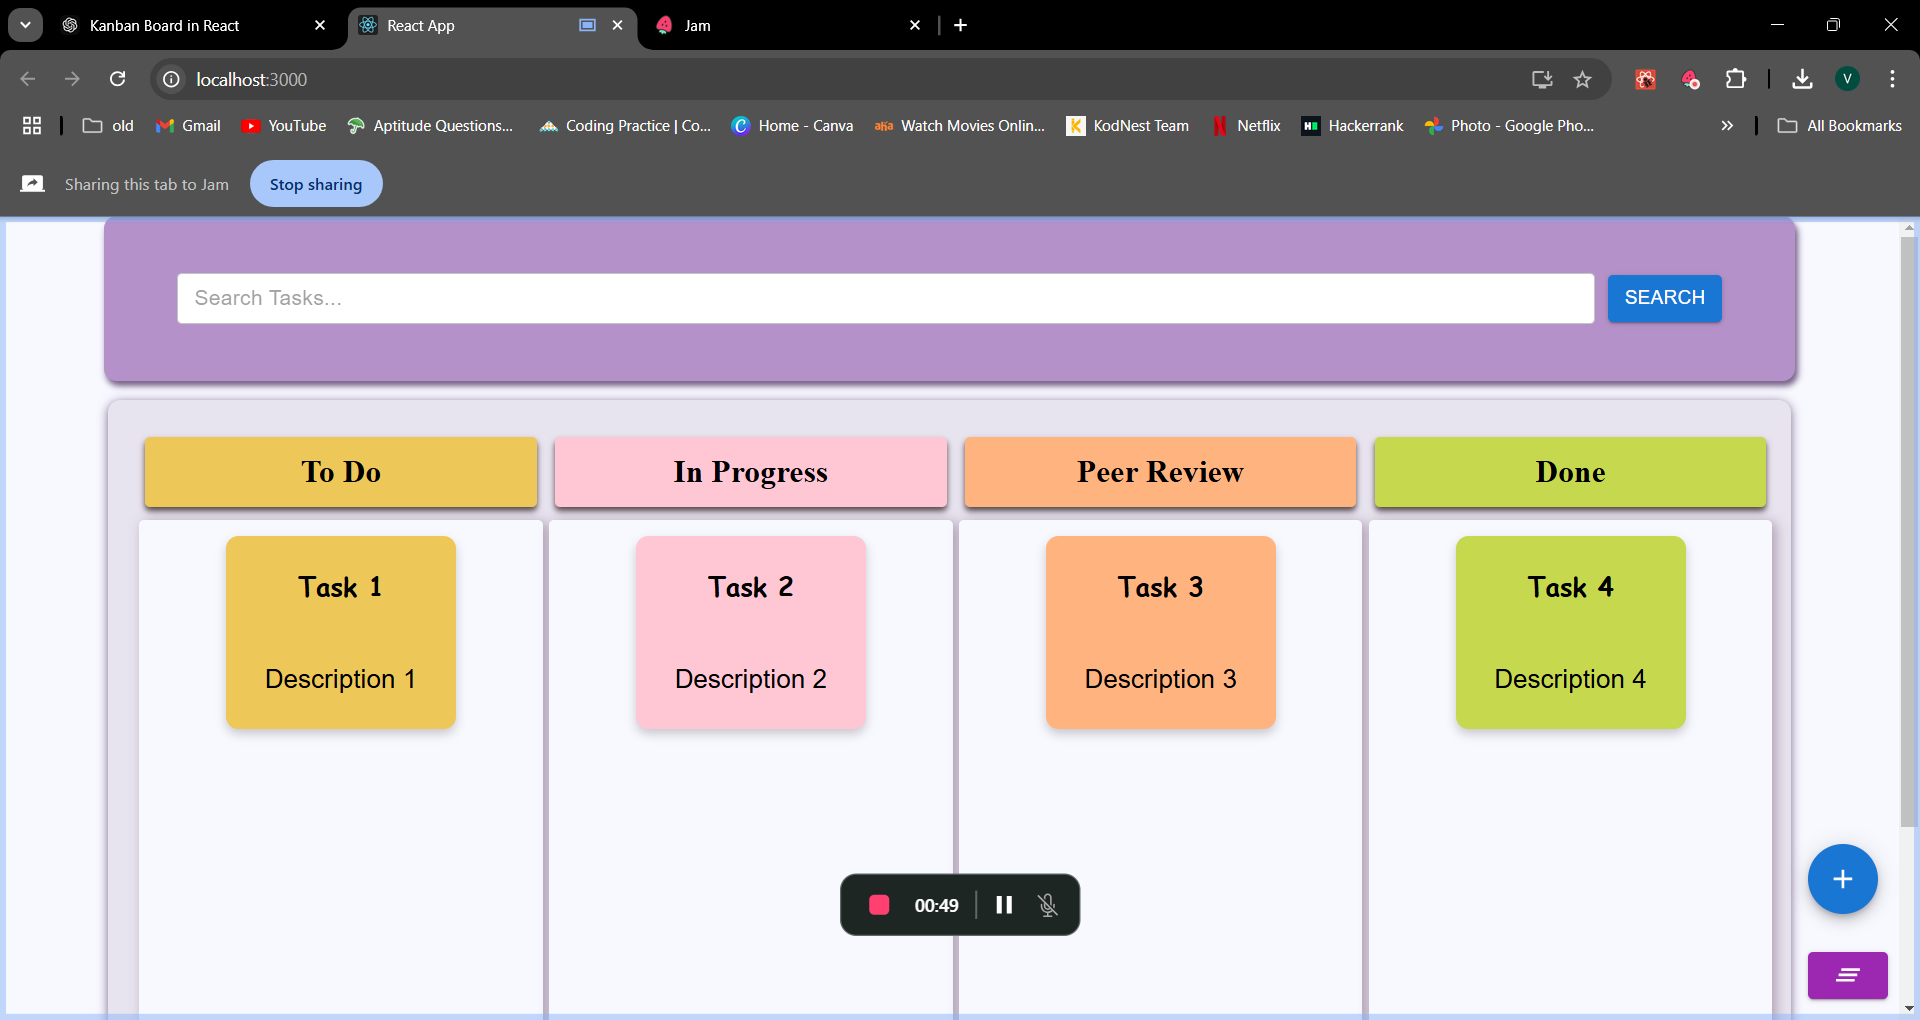 Kanban Board in React
React App
Jam
localhost:3000
old
Gmail
YouTube
Aptitude Questions...
Coding Practice | Co...
Home - Canva
Watch Movies Onlin...
KodNest Team
Netflix
Hackerrank
Photo - Google Pho...
All Bookmarks
Sharing this tab to Jam
Stop sharing
Search Tasks...
SEARCH
To Do
In Progress
Peer Review
Done
Task 1
Task 2
Task 3
Task 4
Description 1
Description 2
Description 3
Description 4
00:49